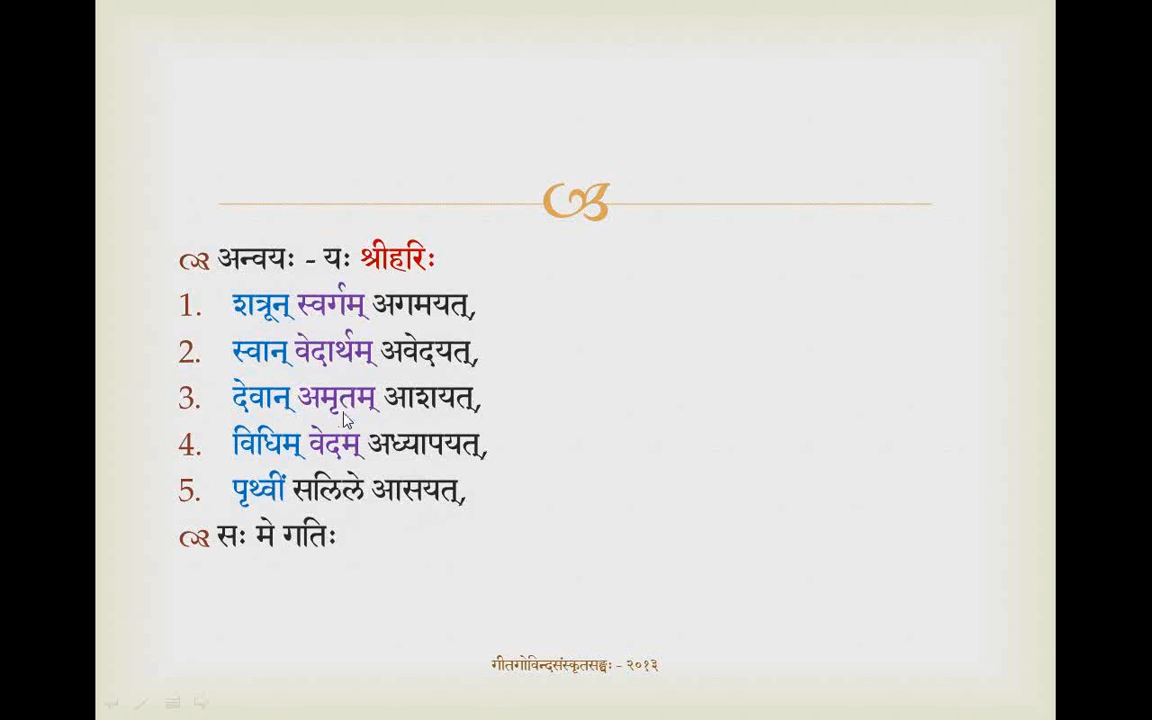 अन्वयः - यः श्रीहरिः
1. शत्रून् स्वर्गम् अगमयत्,
2. स्वान् वेदार्थम् अवेदयत्,
3. देवान् अमृतम् आशयत्,
4. विधिम् वेदम् अध्यापयत्,
5. पृथ्वीं सलिले आसयत्,
सः मे गतिः
गीतगोविन्दसंस्कृतसङ्घः - २०१३